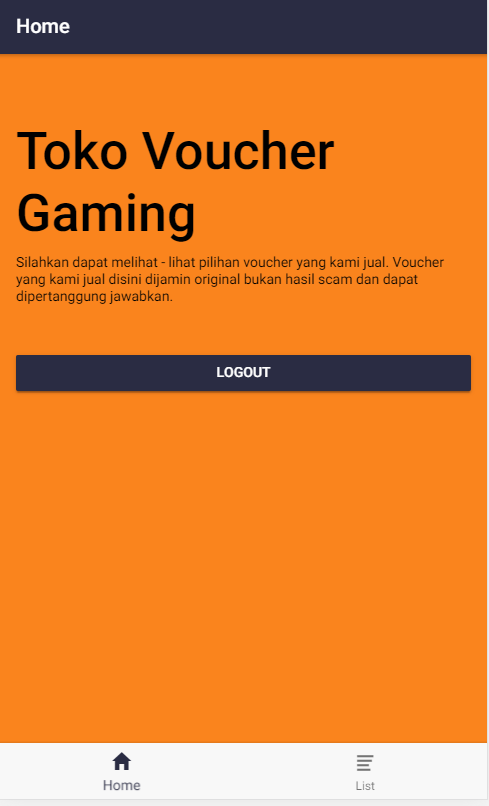 Home
Toko Voucher
Gaming
Silahkan dapat melihat - lihat pilihan voucher yang kami jual. Voucher
yang kami jual disini dijamin original bukan hasil scam dan dapat
dipertanggung jawabkan.
LOGOUT
Home
List